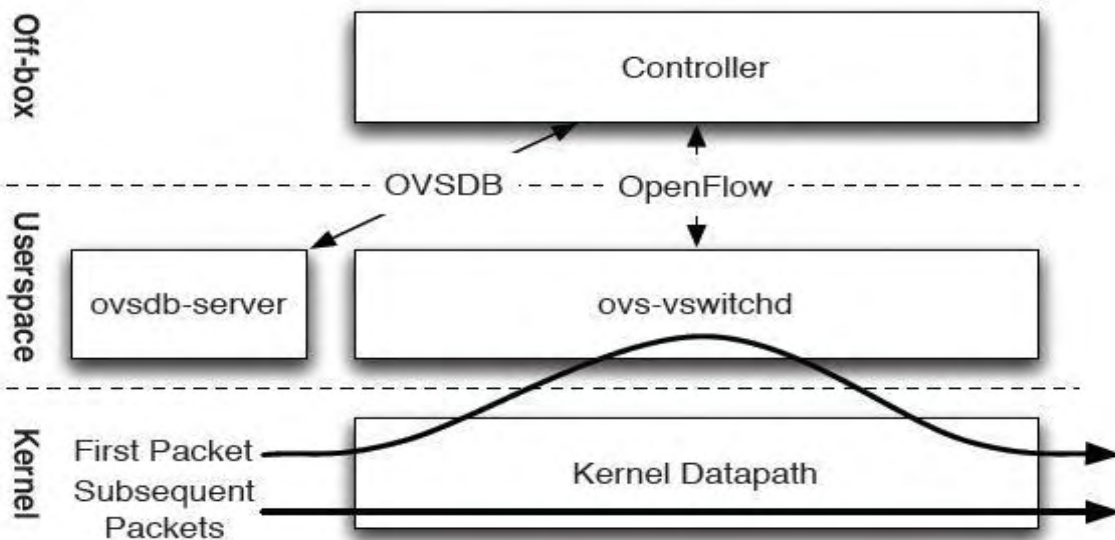 Off-box
Controller
OVSDB
OpenFlow
Userspace
ovsdb-server
ovs-vswitchd
Kernel
First Packet
Subsequent
Packets
Kernel Datapath